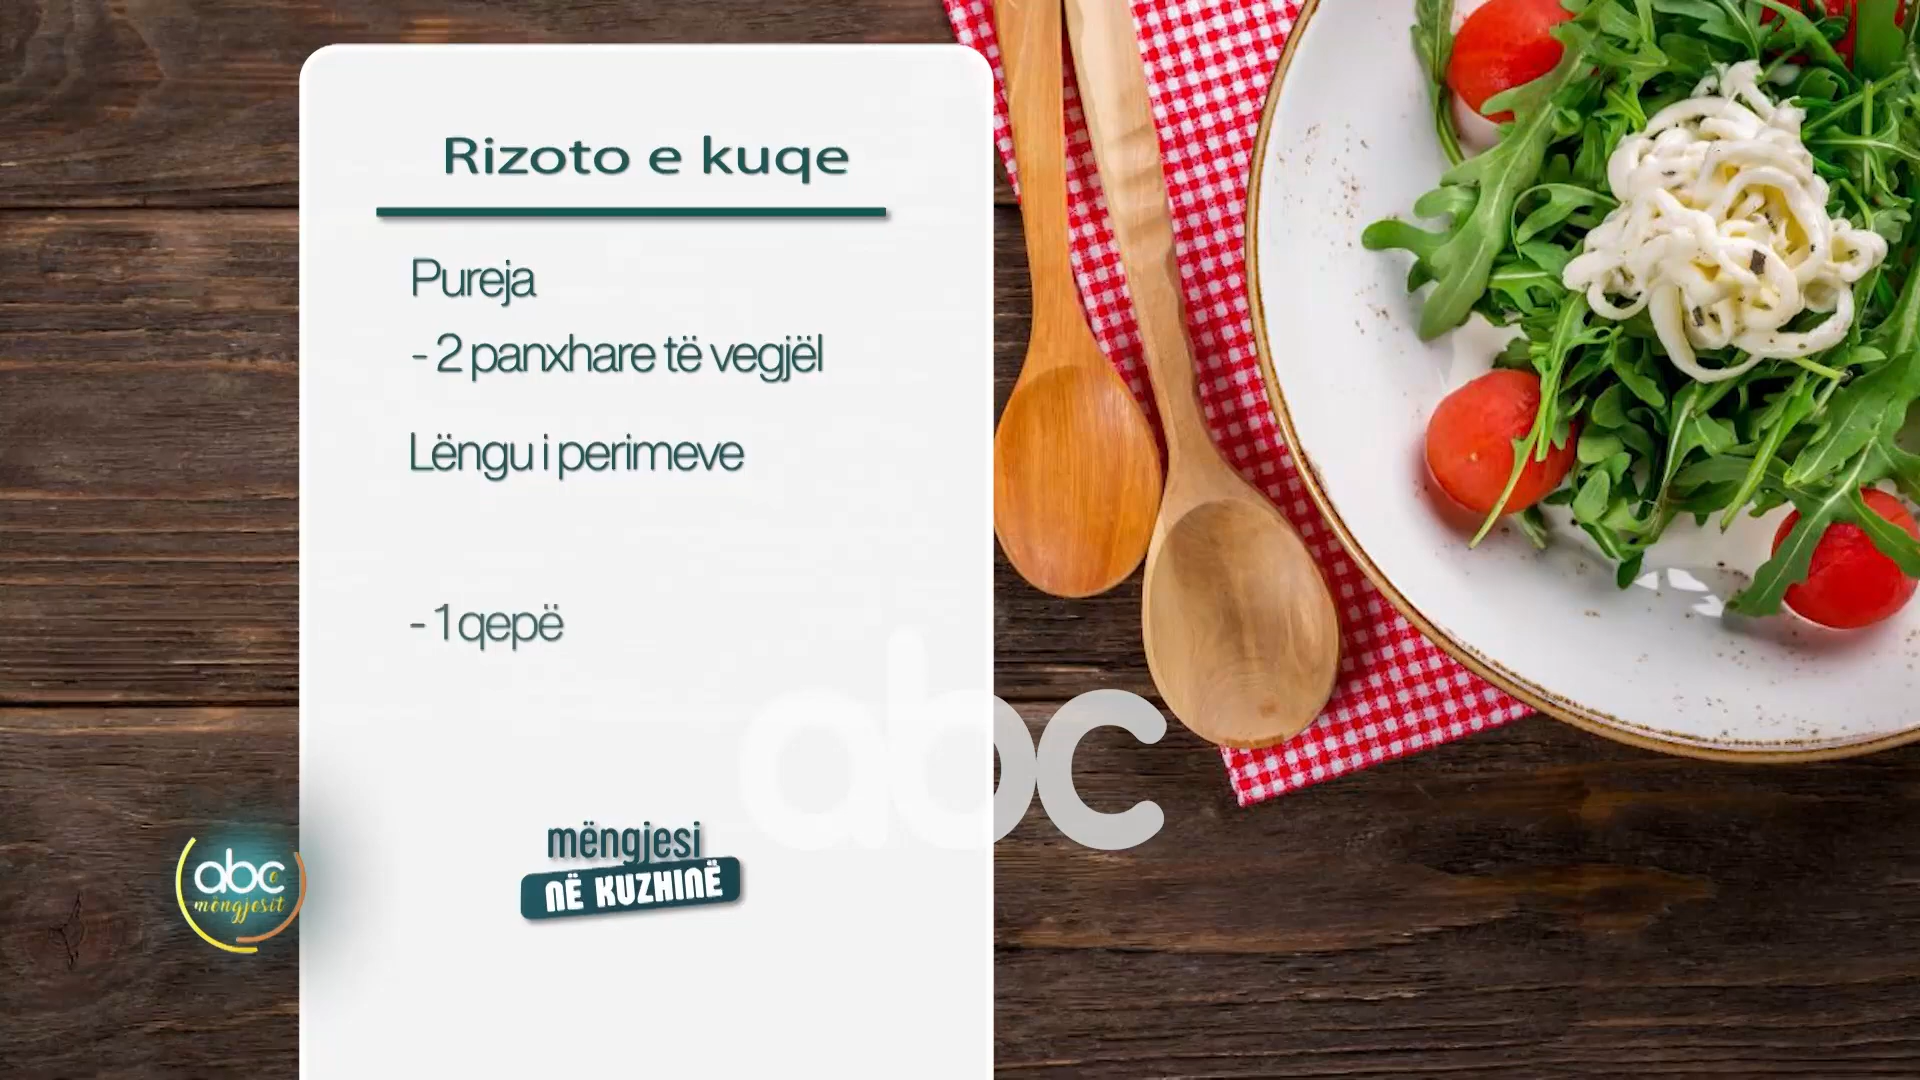 Rizoto e kuqe
Pureja
- 2 panxhare të vegjël
Lëngu i perimeve
- 1 qepë
abc
mëngjesi
NË KUZHINË
abc e
mëngjesit